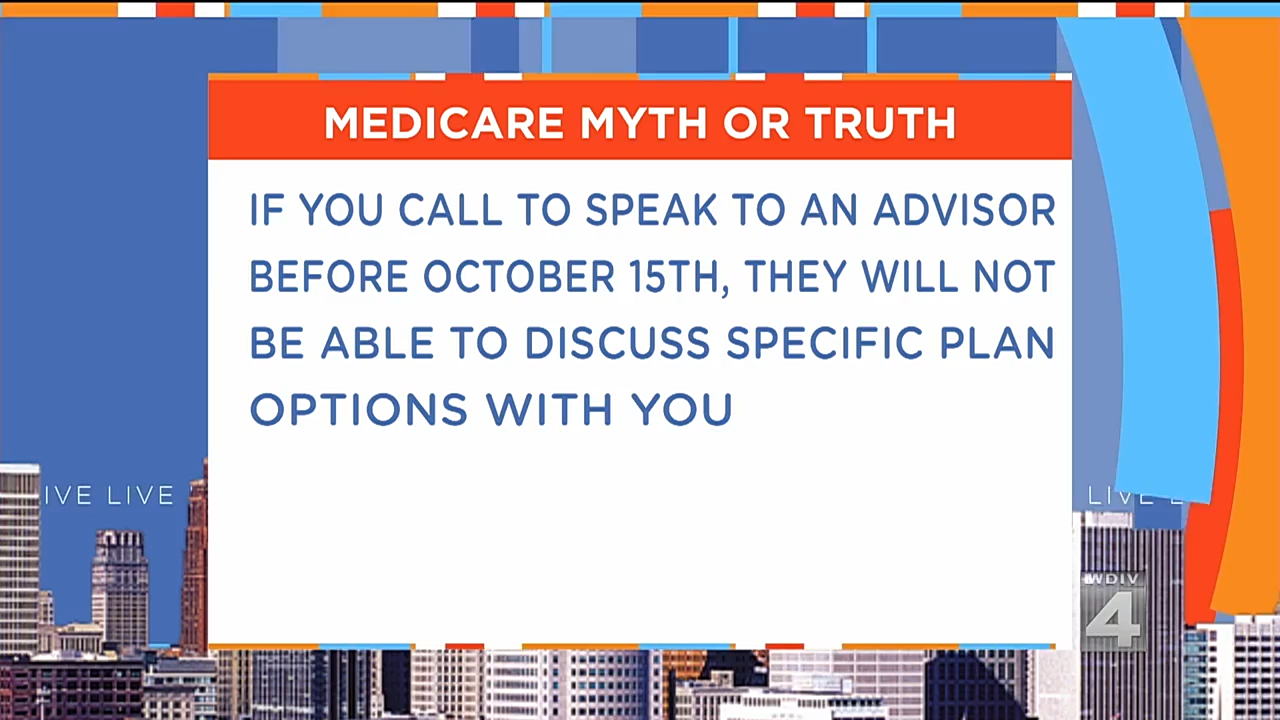 MEDICARE MYTH OR TRUTH
IF YOU CALL TO SPEAK TO AN ADVISOR
BEFORE OCTOBER 15TH, THEY WILL NOT
BE ABLE TO DISCUSS SPECIFIC PLAN
OPTIONS WITH YOU
IVE LIVE
LIVE
WDIV
4